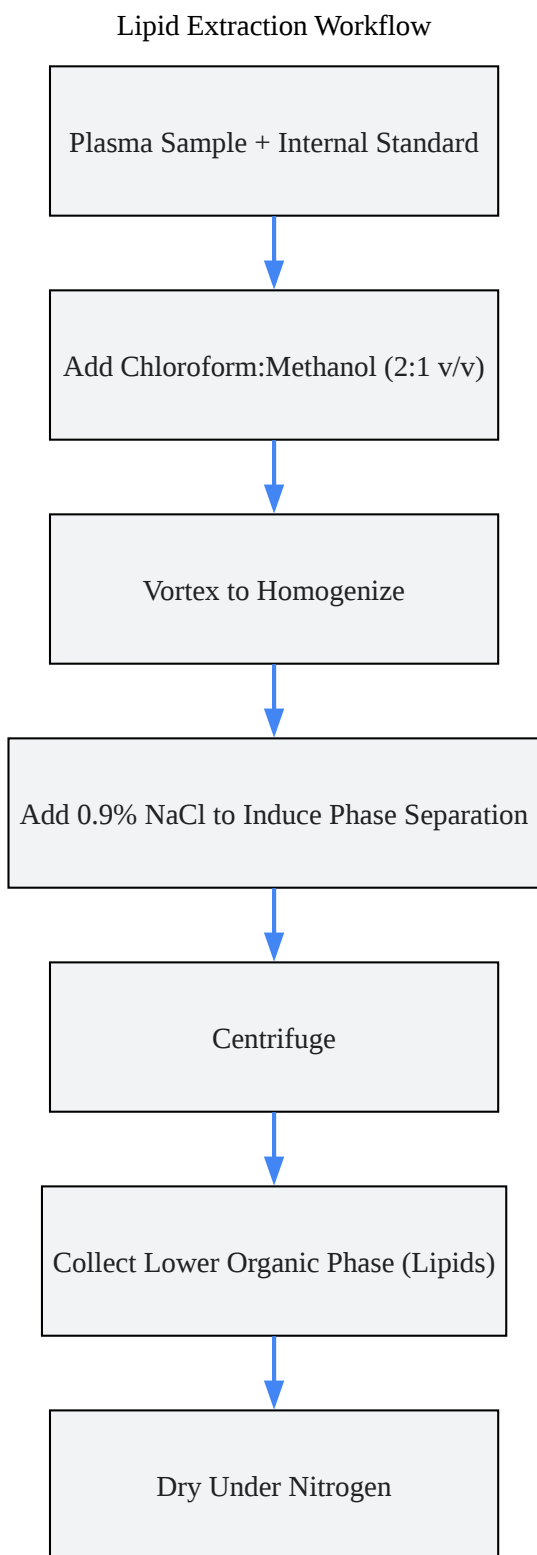 Lipid Extraction Workflow
Plasma Sample + Internal Standard
Add Chloroform:Methanol (2:1 v/v)
Vortex to Homogenize
Add 0.9% NaCl to Induce Phase Separation
Centrifuge
Collect Lower Organic Phase (Lipids)
Dry Under Nitrogen